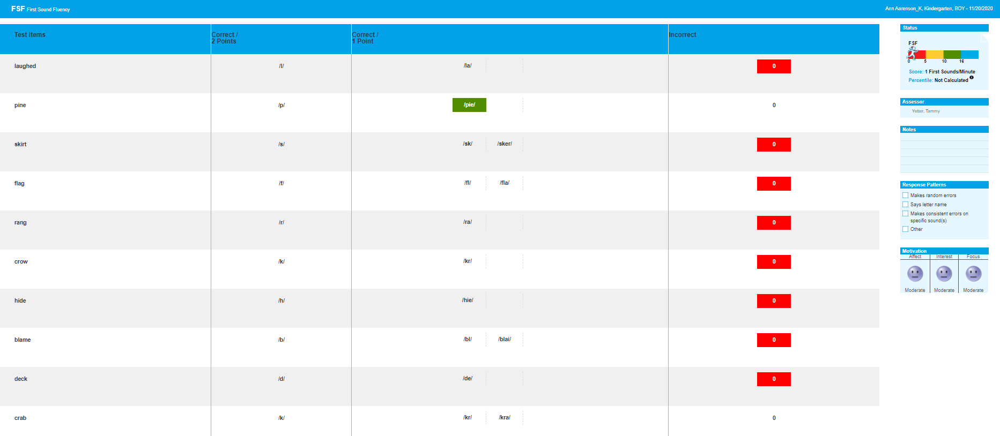 FSF First Sound Fluency
Ann Aarenson_K, Kindergarten, BOY - 11/20/2020
Test Items
Correct /
2 Points
Correct /
1 Point
Incorrect
laughed /l/ /la/ 0
pine /p/ /pie/ 0
skirt /s/ /sk/ /sker/ 0
flag /f/ /fl/ /fla/ 0
rang /r/ /ra/ 0
crow /k/ /kr/ 0
hide /h/ /hie/ 0
blame /b/ /bl/ /blai/ 0
deck /d/ /de/ 0
crab /k/ /kr/ /kra/ 0
Status
FSF
0 5 10 16
Score: 1 First Sounds/Minute
Percentile: Not Calculated
Assessor
Yetter, Tammy
Notes
Response Patterns
Makes random errors
Says letter name
Makes consistent errors on
specific sound(s)
Other
Motivation
Affect Interest Focus
Moderate Moderate Moderate